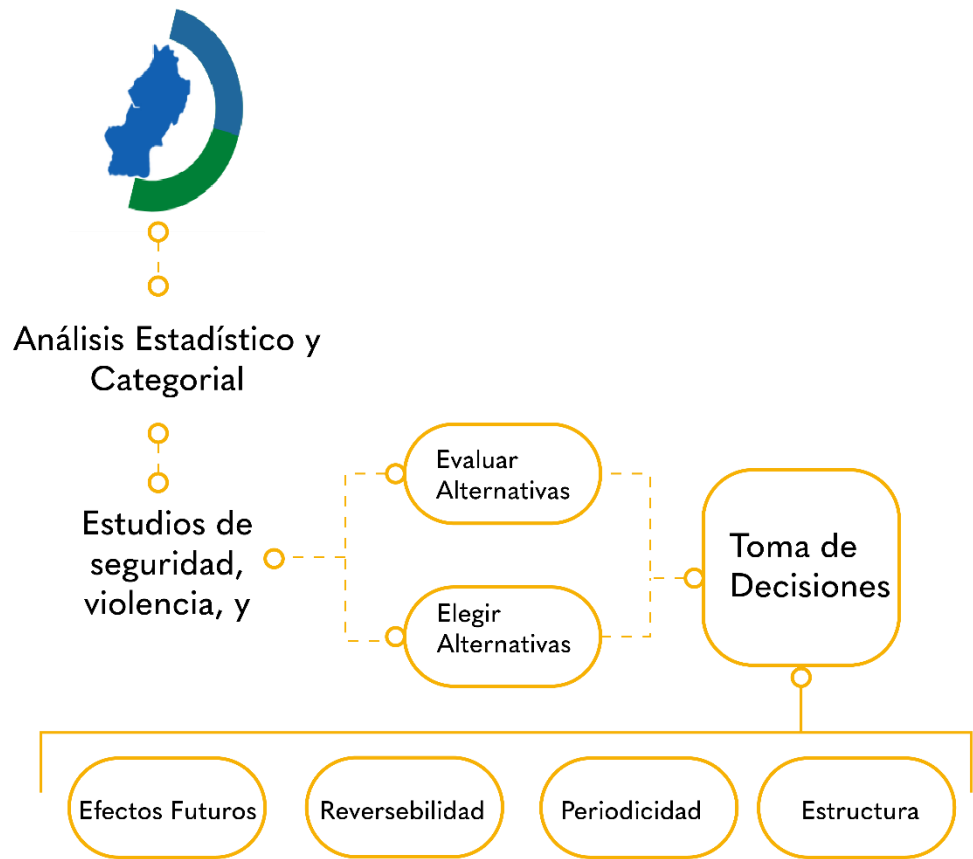 Análisis Estadístico y
Categorial
Estudios de
seguridad,
violencia, y
Evaluar
Alternativas
Elegir
Alternativas
Toma de
Decisiones
Efectos Futuros
Reversebilidad
Periodicidad
Estructura